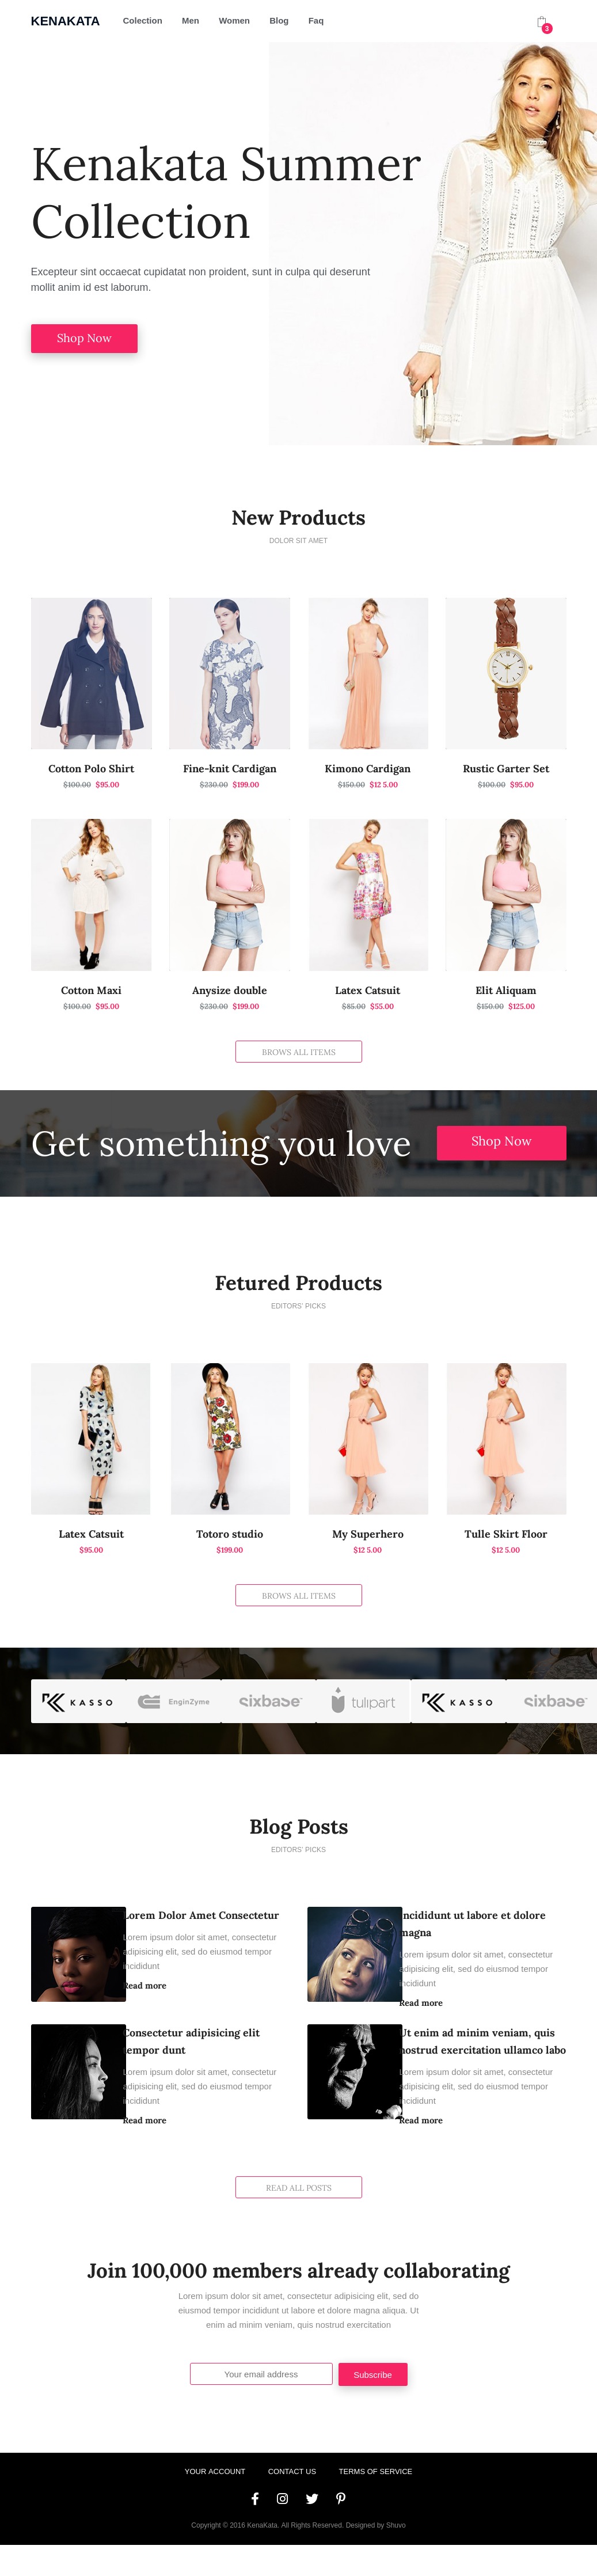 KENAKATA
Colection Men Women Blog Faq
3
Kenakata Summer
Collection
Excepteur sint occaecat cupidatat non proident, sunt in culpa qui deserunt
mollit anim id est laborum.
Shop Now
New Products
DOLOR SIT AMET
Cotton Polo Shirt
$100.00 $95.00
Fine-knit Cardigan
$230.00 $199.00
Kimono Cardigan
$150.00 $12 5.00
Rustic Garter Set
$100.00 $95.00
Cotton Maxi
$100.00 $95.00
Anysize double
$230.00 $199.00
Latex Catsuit
$85.00 $55.00
Elit Aliquam
$150.00 $125.00
BROWS ALL ITEMS
Get something you love
Shop Now
Fetured Products
EDITORS' PICKS
Latex Catsuit
$95.00
Totoro studio
$199.00
My Superhero
$12 5.00
Tulle Skirt Floor
$12 5.00
BROWS ALL ITEMS
KASSO
EnginZyme
sixbase
tulipart
KASSO
sixbase
Blog Posts
EDITORS' PICKS
Lorem Dolor Amet Consectetur
Lorem ipsum dolor sit amet, consectetur
adipisicing elit, sed do eiusmod tempor
incididunt
Read more
Incididunt ut labore et dolore
magna
Lorem ipsum dolor sit amet, consectetur
adipisicing elit, sed do eiusmod tempor
incididunt
Read more
Consectetur adipisicing elit
tempor dunt
Lorem ipsum dolor sit amet, consectetur
adipisicing elit, sed do eiusmod tempor
incididunt
Read more
Ut enim ad minim veniam, quis
nostrud exercitation ullamco labo
Lorem ipsum dolor sit amet, consectetur
adipisicing elit, sed do eiusmod tempor
incididunt
Read more
READ ALL POSTS
Join 100,000 members already collaborating
Lorem ipsum dolor sit amet, consectetur adipisicing elit, sed do
eiusmod tempor incididunt ut labore et dolore magna aliqua. Ut
enim ad minim veniam, quis nostrud exercitation
Your email address
Subscribe
YOUR ACCOUNT CONTACT US TERMS OF SERVICE
Copyright © 2016 KenaKata. All Rights Reserved. Designed by Shuvo